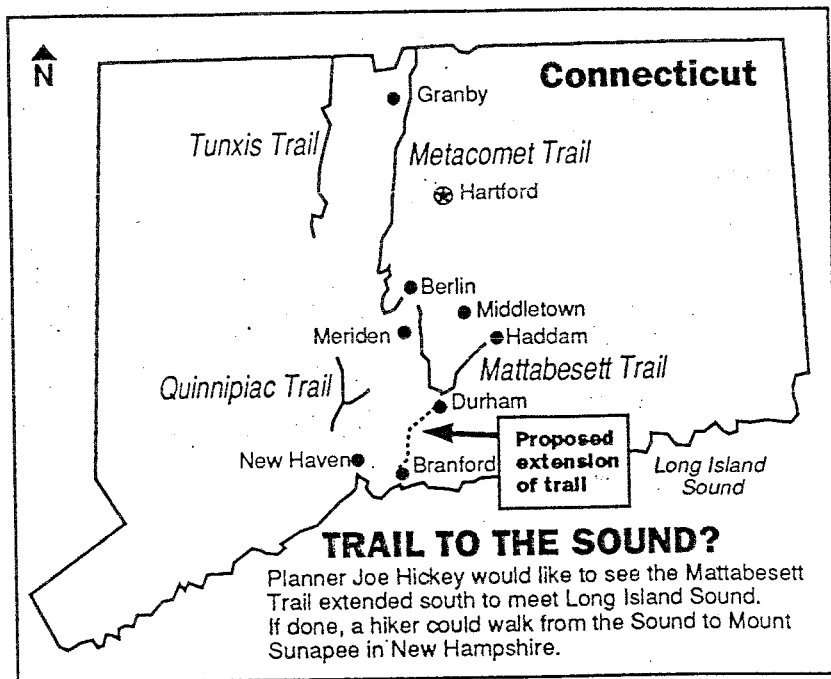 N
Connecticut
Granby
Tunxis Trail
Metacomet Trail
Hartford
Berlin
Middletown
Meriden
Haddam
Quinnipiac Trail
Mattabesett Trail
Durham
Proposed
extension
of trail
New Haven
Branford
Long Island
Sound
TRAIL TO THE SOUND?
Planner Joe Hickey would like to see the Mattabesett
Trail extended south to meet Long Island Sound.
If done, a hiker could walk from the Sound to Mount
Sunapee in New Hampshire.